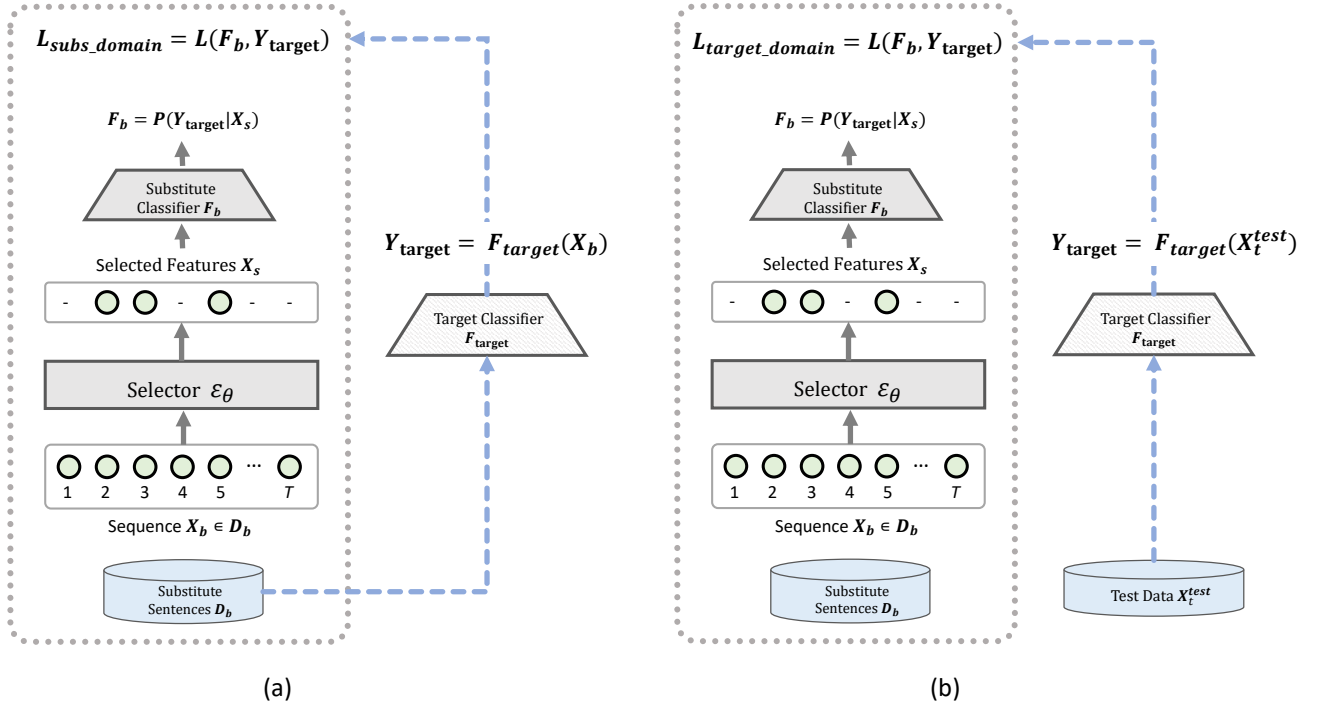 L_subs_domain = L(F_b, Y_target)
F_b = P(Y_target|X_s)
Substitute
Classifier F_b
Selected Features X_s
- - - -
Selector ε_θ
1 2 3 4 5 ... T
Sequence X_b ∈ D_b
Substitute
Sentences D_b
Y_target = F_target(X_b)
Target Classifier
F_target
(a)
L_target_domain = L(F_b, Y_target)
F_b = P(Y_target|X_s)
Substitute
Classifier F_b
Selected Features X_s
- - - -
Selector ε_θ
1 2 3 4 5 ... T
Sequence X_b ∈ D_b
Substitute
Sentences D_b
Y_target = F_target(X_t^test)
Target Classifier
F_target
Test Data X_t^test
(b)